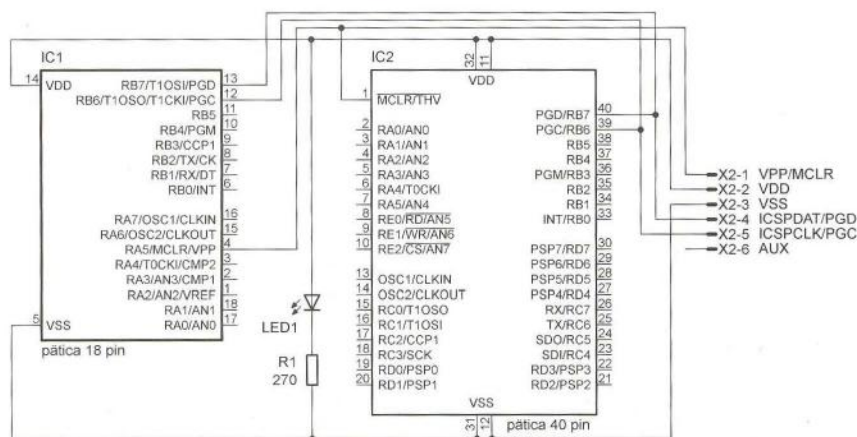 IC1
14 VDD
RB7/T1OSI/PGD 13
RB6/T1OSO/T1CKI/PGC 12
RB5 11
RB4/PGM 10
RB3/CCP1 9
RB2/TX/CK 8
RB1/RX/DT 7
RB0/INT 6
RA7/OSC1/CLKIN 16
RA6/OSC2/CLKOUT 15
RA5/MCLR/VPP 4
RA4/T0CKI/CMP2 3
RA3/AN3/CMP1 2
RA2/AN2/VREF 1
RA1/AN1 18
RA0/AN0 17
5 VSS
pätica 18 pin
LED1
R1
270
IC2
32 11
VDD
1 MCLR/THV
2 RA0/AN0
3 RA1/AN1
4 RA2/AN2
5 RA3/AN3
6 RA4/T0CKI
7 RA5/AN4
8 RE0/RD/AN5
9 RE1/WR/AN6
10 RE2/CS/AN7
13 OSC1/CLKIN
14 OSC2/CLKOUT
15 RC0/T1OSO
16 RC1/T1OSI
17 RC2/CCP1
18 RC3/SCK
19 RD0/PSP0
20 RD1/PSP1
PGD/RB7 40
PGC/RB6 39
RB5 38
RB4 37
PGM/RB3 36
RB2 35
RB1 34
INT/RB0 33
PSP7/RD7 30
PSP6/RD6 29
PSP5/RD5 28
PSP4/RD4 27
RX/RC7 26
TX/RC6 25
SDO/RC5 24
SDI/RC4 23
RD3/PSP3 22
RD2/PSP2 21
VSS
31 12
pätica 40 pin
X2-1 VPP/MCLR
X2-2 VDD
X2-3 VSS
X2-4 ICSPDAT/PGD
X2-5 ICSPCLK/PGC
X2-6 AUX